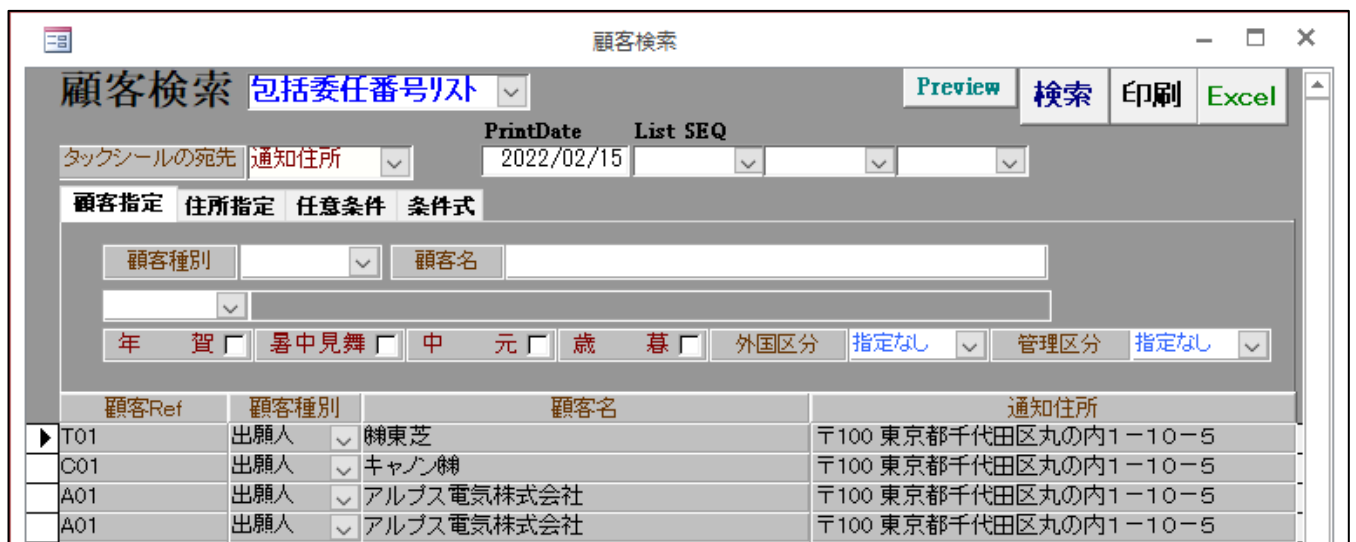 顧客検索
顧客検索 包括委任番号リスト Preview 検索 印刷 Excel
PrintDate List SEQ
タックシールの宛先 通知住所 2022/02/15
顧客指定 住所指定 任意条件 条件式
顧客種別 顧客名
年 賀 暑中見舞 中 元 歳 暮 外国区分 指定なし 管理区分 指定なし
顧客Ref 顧客種別 顧客名 通知住所
T01 出願人 ㈱東芝 〒100 東京都千代田区丸の内1-10-5
C01 出願人 キャノン㈱ 〒100 東京都千代田区丸の内1-10-5
A01 出願人 アルプス電気株式会社 〒100 東京都千代田区丸の内1-10-5
A01 出願人 アルプス電気株式会社 〒100 東京都千代田区丸の内1-10-5